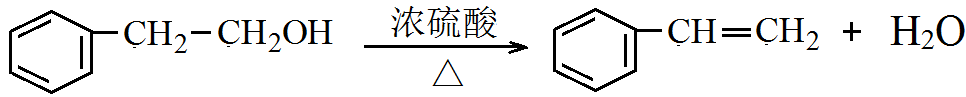 CH₂ CH₂OH 浓硫酸 △ CH=CH₂ + H₂O